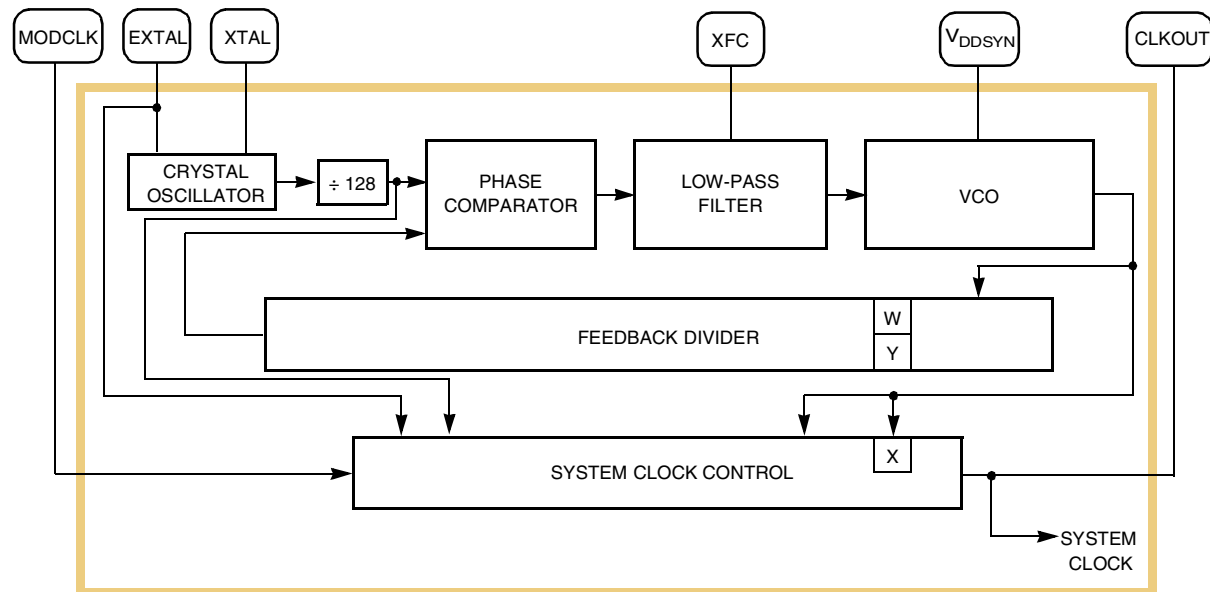 MODCLK
EXTAL
XTAL
XFC
VDDSYN
CLKOUT
CRYSTAL
OSCILLATOR
÷ 128
PHASE
COMPARATOR
LOW-PASS
FILTER
VCO
FEEDBACK DIVIDER
W
Y
SYSTEM CLOCK CONTROL
X
SYSTEM
CLOCK